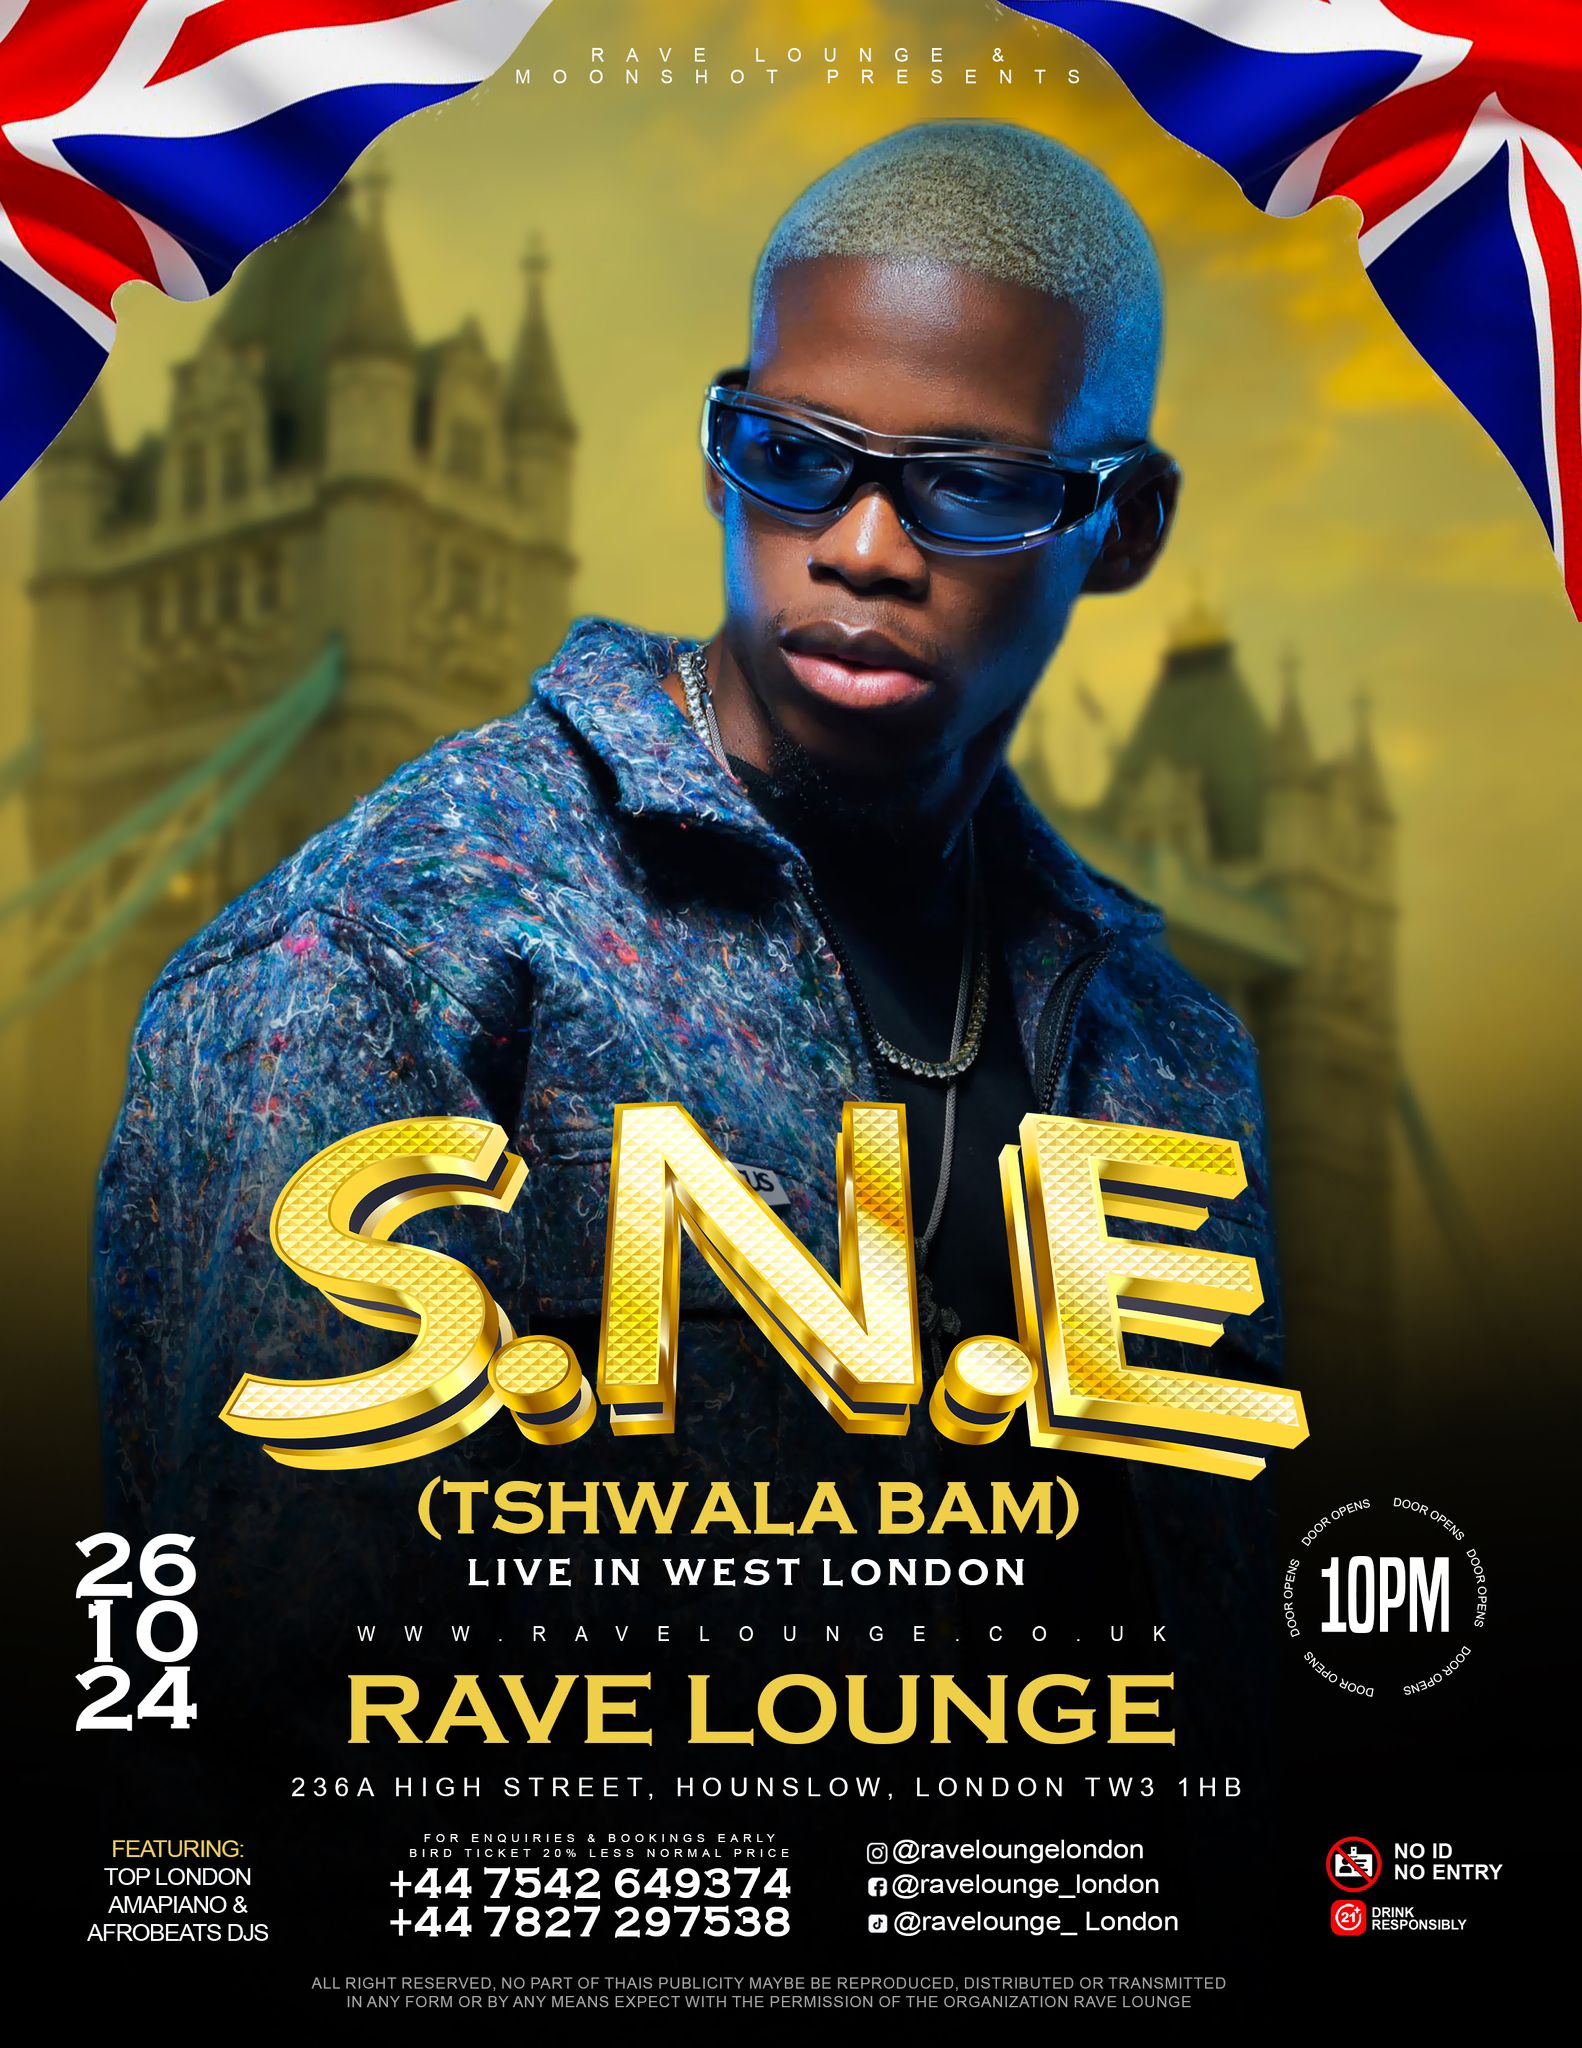 RAVE LOUNGE &
MOONSHOT PRESENTS
S.N.E
(TSHWALA BAM)
LIVE IN WEST LONDON
26
10
24
DOOR OPENS DOOR OPENS DOOR OPENS DOOR OPENS DOOR OPENS DOOR OPENS
10PM
WWW.RAVELOUNGE.CO.UK
RAVE LOUNGE
236A HIGH STREET, HOUNSLOW, LONDON TW3 1HB
FEATURING:
TOP LONDON
AMAPIANO &
AFROBEATS DJS
FOR ENQUIRIES & BOOKINGS EARLY
BIRD TICKET 20% LESS NORMAL PRICE
+44 7542 649374
+44 7827 297538
@raveloungelondon
@ravelounge_london
@ravelounge_ London
NO ID
NO ENTRY
21+
DRINK
RESPONSIBLY
ALL RIGHT RESERVED, NO PART OF THAIS PUBLICITY MAYBE BE REPRODUCED, DISTRIBUTED OR TRANSMITTED
IN ANY FORM OR BY ANY MEANS EXPECT WITH THE PERMISSION OF THE ORGANIZATION RAVE LOUNGE